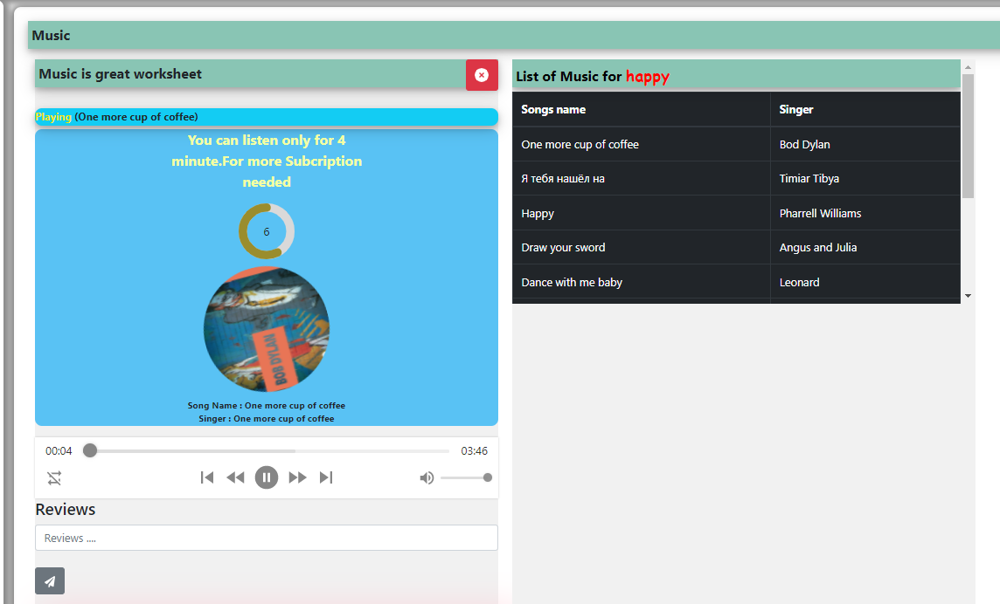 Music
Music is great worksheet
Playing (One more cup of coffee)
You can listen only for 4
minute.For more Subcription
needed
6
BOB DYLAN
Song Name : One more cup of coffee
Singer : One more cup of coffee
00:04
03:46
Reviews
Reviews ....
List of Music for happy
Songs name Singer
One more cup of coffee Bod Dylan
Я тебя нашёл на Timiar Tibya
Happy Pharrell Williams
Draw your sword Angus and Julia
Dance with me baby Leonard